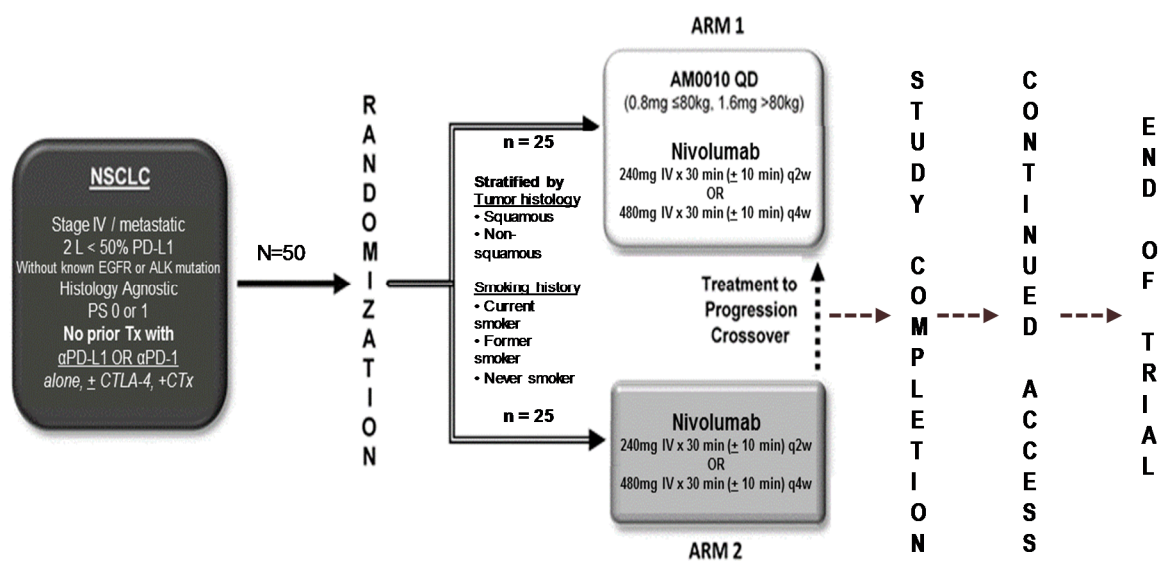 NSCLC
Stage IV / metastatic
2 L < 50% PD-L1
Without known EGFR or ALK mutation
Histology Agnostic
PS 0 or 1
No prior Tx with
αPD-L1 OR αPD-1
alone, ± CTLA-4, +CTx
N=50
RANDOMIZATION
n = 25
Stratified by
Tumor histology
• Squamous
• Non-
squamous
Smoking history
• Current
smoker
• Former
smoker
• Never smoker
n = 25
ARM 1
AM0010 QD
(0.8mg ≤80kg, 1.6mg >80kg)
Nivolumab
240mg IV x 30 min (± 10 min) q2w
OR
480mg IV x 30 min (± 10 min) q4w
Treatment to
Progression
Crossover
Nivolumab
240mg IV x 30 min (± 10 min) q2w
OR
480mg IV x 30 min (± 10 min) q4w
ARM 2
STUDY COMPLETION
CONTINUED ACCESS
END OF TRIAL